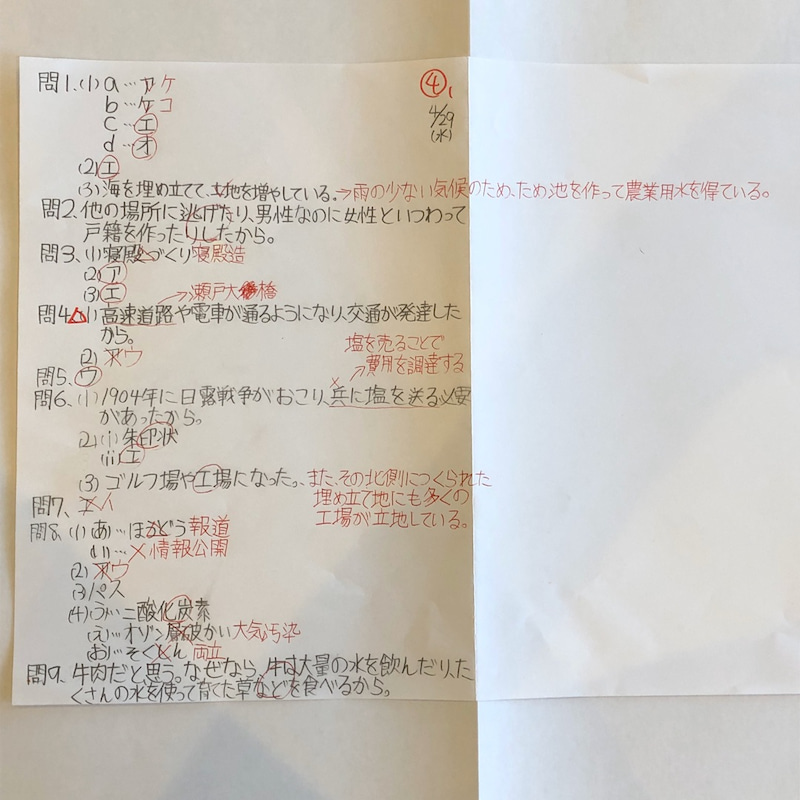 ④
4/29
(水)
問1、(1) a … ア ケ
b … ケ コ
c … エ
d … オ
(2) エ
(3) 海を埋め立てて、土地を増やしている。→雨の少ない気候のため、ため池を作って農業用水を得ている。
問2、他の場所に逃げたり、男性なのに女性といつわって
戸籍を作ったりしたから。
問3、(1) 寝殿づくり 寝殿造
(2) ア
(3) エ
→瀬戸大橋
問4、(1) 高速道路や電車が通るようになり、交通が発達した
から。
(2) ア ウ
問5、ウ
塩を売ることで
→費用を調達する
問6、(1) 1904年に日露戦争がおこり、兵に塩を送る必要
があったから。
(2) (i) 朱印状
(ii) エ
(3) ゴルフ場や工場になった。、また、その北側につくられた
埋め立て地にも多くの
工場が立地している。
問7、エ イ
問8、(1) あ … ほうどう 報道
い … × 情報公開
(2) ア ウ
(3) パス
(4) う … 二酸化炭素
(え) … オゾン層破かい 大気汚染
(お) … そくしん 両立
問9、牛肉だと思う。なぜなら、牛は大量の水を飲んだり、た
くさんの水を使って育てた草などを食べるから。